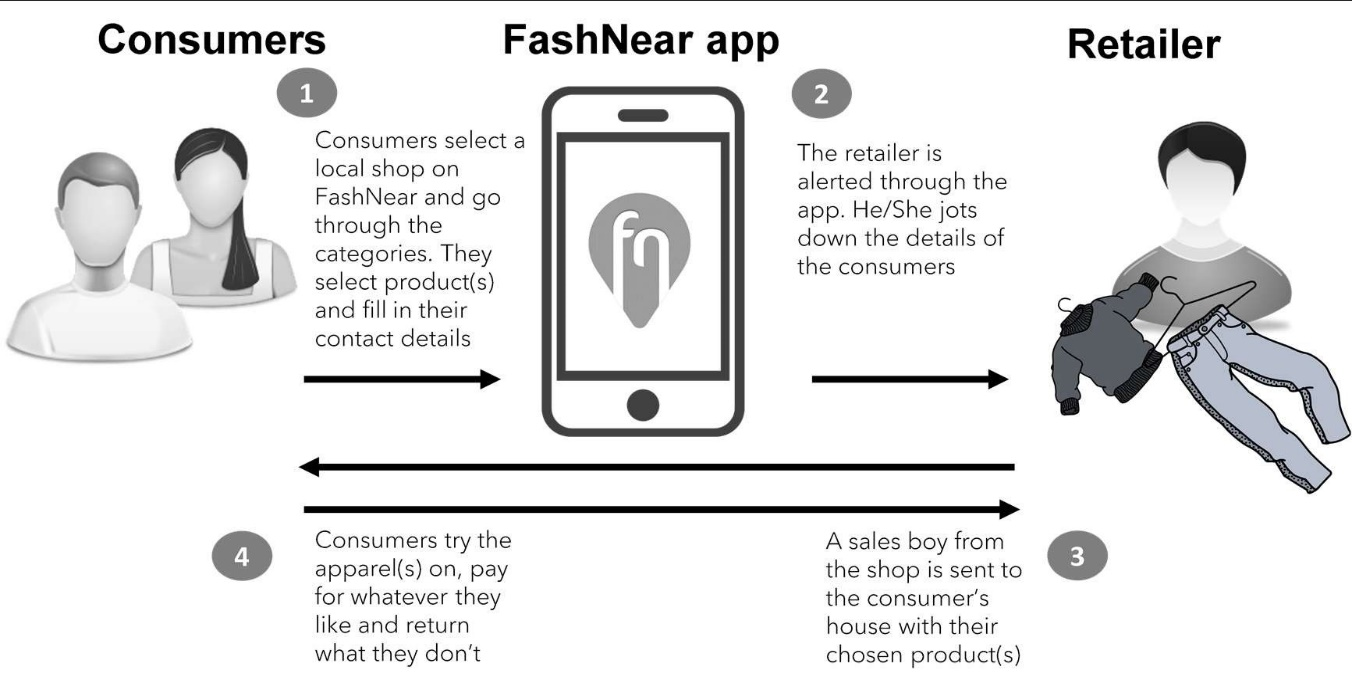 Consumers
FashNear app
Retailer
1
Consumers select a
local shop on
FashNear and go
through the
categories. They
select product(s)
and fill in their
contact details
fn
2
The retailer is
alerted through the
app. He/She jots
down the details of
the consumers
3
A sales boy from
the shop is sent to
the consumer's
house with their
chosen product(s)
4
Consumers try the
apparel(s) on, pay
for whatever they
like and return
what they don't